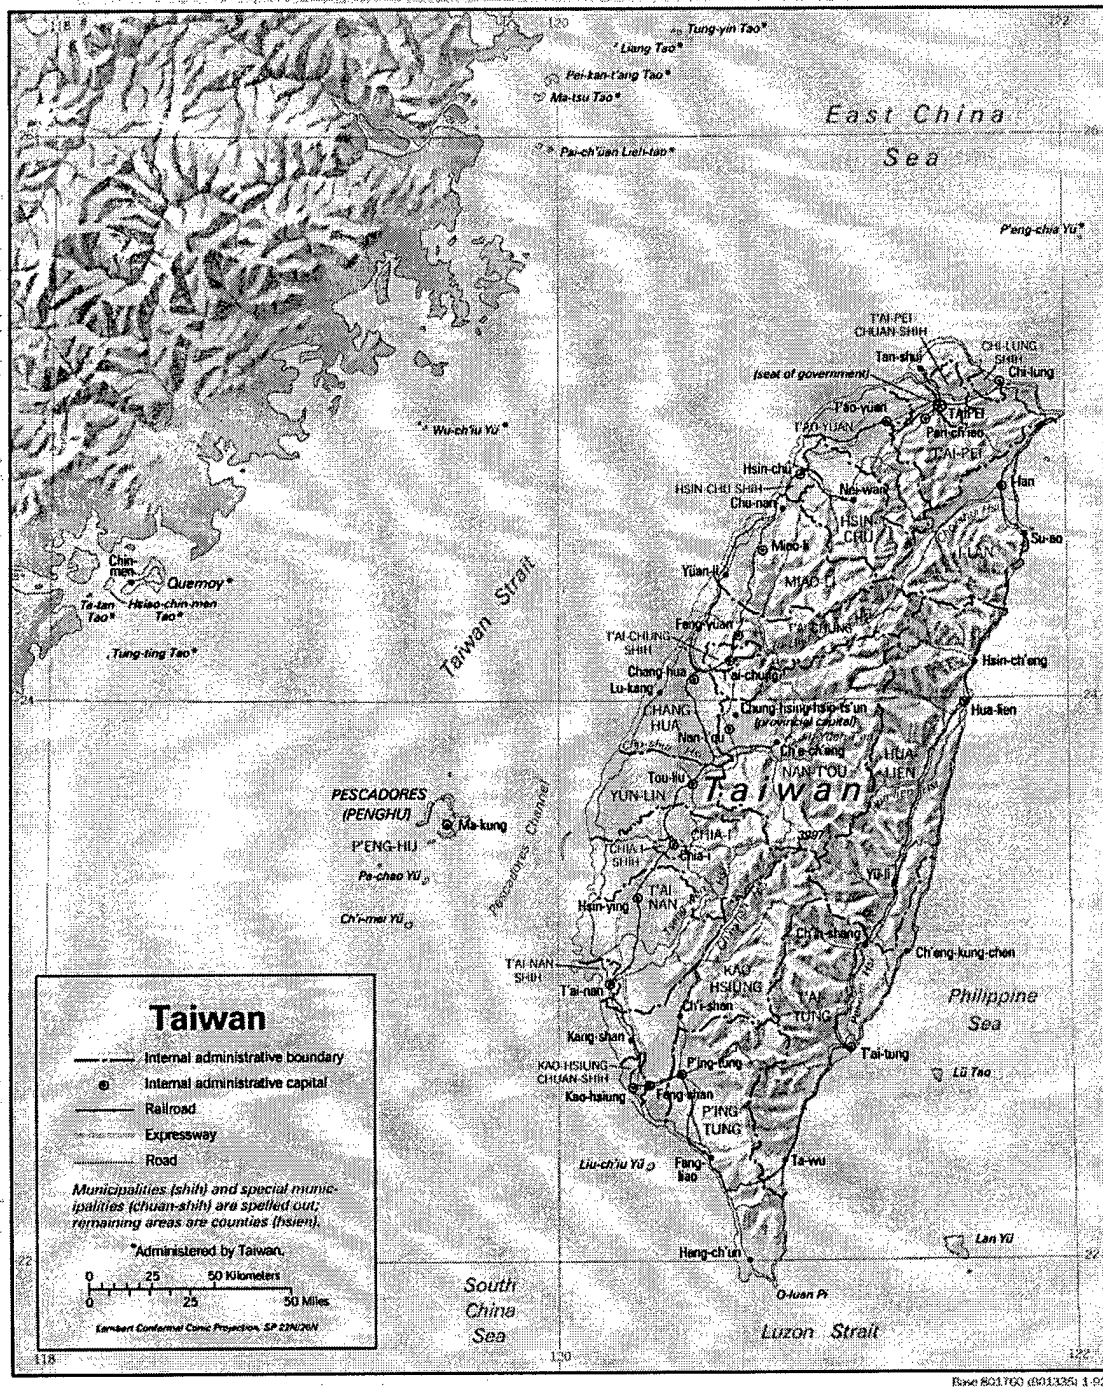 118
120
122
Tung-yin Tao*
Liang Tao*
Pei-kan-t'ang Tao*
Ma-tsu Tao*
East China
Sea
26
26
Pai-ch'üan Lieh-tao*
P'eng-chia Yü*
T'AI-PEI
CHUAN-SHIH
CHI-LUNG
SHIH
Tan-shui
Chi-lung
(seat of government)
T'ao-yuan
TAIPEI
T'AO-YUAN
Pan-ch'iao
T'AI-PEI
Wu-ch'iu Yü*
Hsin-chu
HSIN-CHU SHIH
Nei-wan
I-lan
Chu-nan
HSIN-
CHU
Su-ao
I-LAN
Miao-li
Chin-
men
Quemoy*
Yüan-li
MIAO-LI
Ta-tan
Tao*
Hsiao-chin-men
Tao*
Taiwan Strait
Feng-yüan
T'AI-CHUNG
T'AI-CHUNG
SHIH
Tung-ting Tao*
Hsin-ch'eng
Chang-hua
T'ai-chung
Lu-kang
24
24
CHANG
HUA
Chung-hsing-hsin-ts'un
(provincial capital)
Hua-lien
Nan-t'ou
Ch'e-ch'eng
HUA-
LIEN
NAN-T'OU
Tou-liu
YUN-LIN
Taiwan
PESCADORES
(PENGHU)
Ma-kung
P'ENG-HU
Pescadores Channel
CHIA-I
3997
CHIA-I
SHIH
Chia-i
Pa-chao Yü
Yü-li
Hsin-ying
T'AI
NAN
Ch'i-mei Yü
Ch'ih-shang
Ch'eng-kung-chen
T'AI-NAN
SHIH
KAO
HSIUNG
T'ai-nan
T'AI-
TUNG
Philippine
Sea
Ch'i-shan
Kang-shan
T'ai-tung
KAO-HSIUNG
CHUAN-SHIH
P'ing-tung
Lü Tao
Kao-hsiung
Feng-shan
P'ING
TUNG
Liu-ch'iu Yü
Fang-
liao
Ta-wu
Lan Yü
22
22
Heng-ch'un
O-luan Pi
South
China
Sea
Luzon Strait
Taiwan
Internal administrative boundary
Internal administrative capital
Railroad
Expressway
Road
Municipalities (shih) and special munic-
ipalities (chuan-shih) are spelled out;
remaining areas are counties (hsien).
*Administered by Taiwan.
0 25 50 Kilometers
0 25 50 Miles
Lambert Conformal Conic Projection, SP 23N/26N
118
120
122
Base 801760 (B01335) 1-92